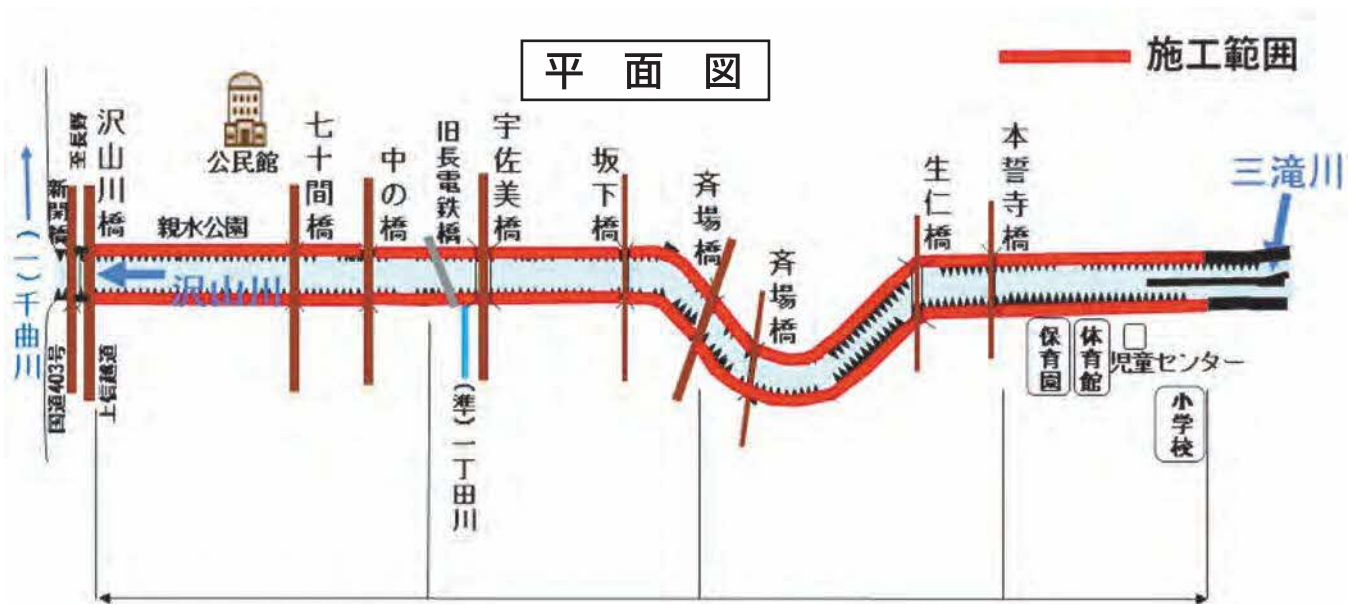 平面図
施工範囲
至長野
沢山川橋
公民館
七十間橋
中の橋
旧長電鉄橋
宇佐美橋
坂下橋
斉場橋
斉場橋
生仁橋
本誓寺橋
三滝川
親水公園
沢山川
(一)千曲川
国道403号
上信越道
(準)一丁田川
保育園
体育館
児童センター
小学校